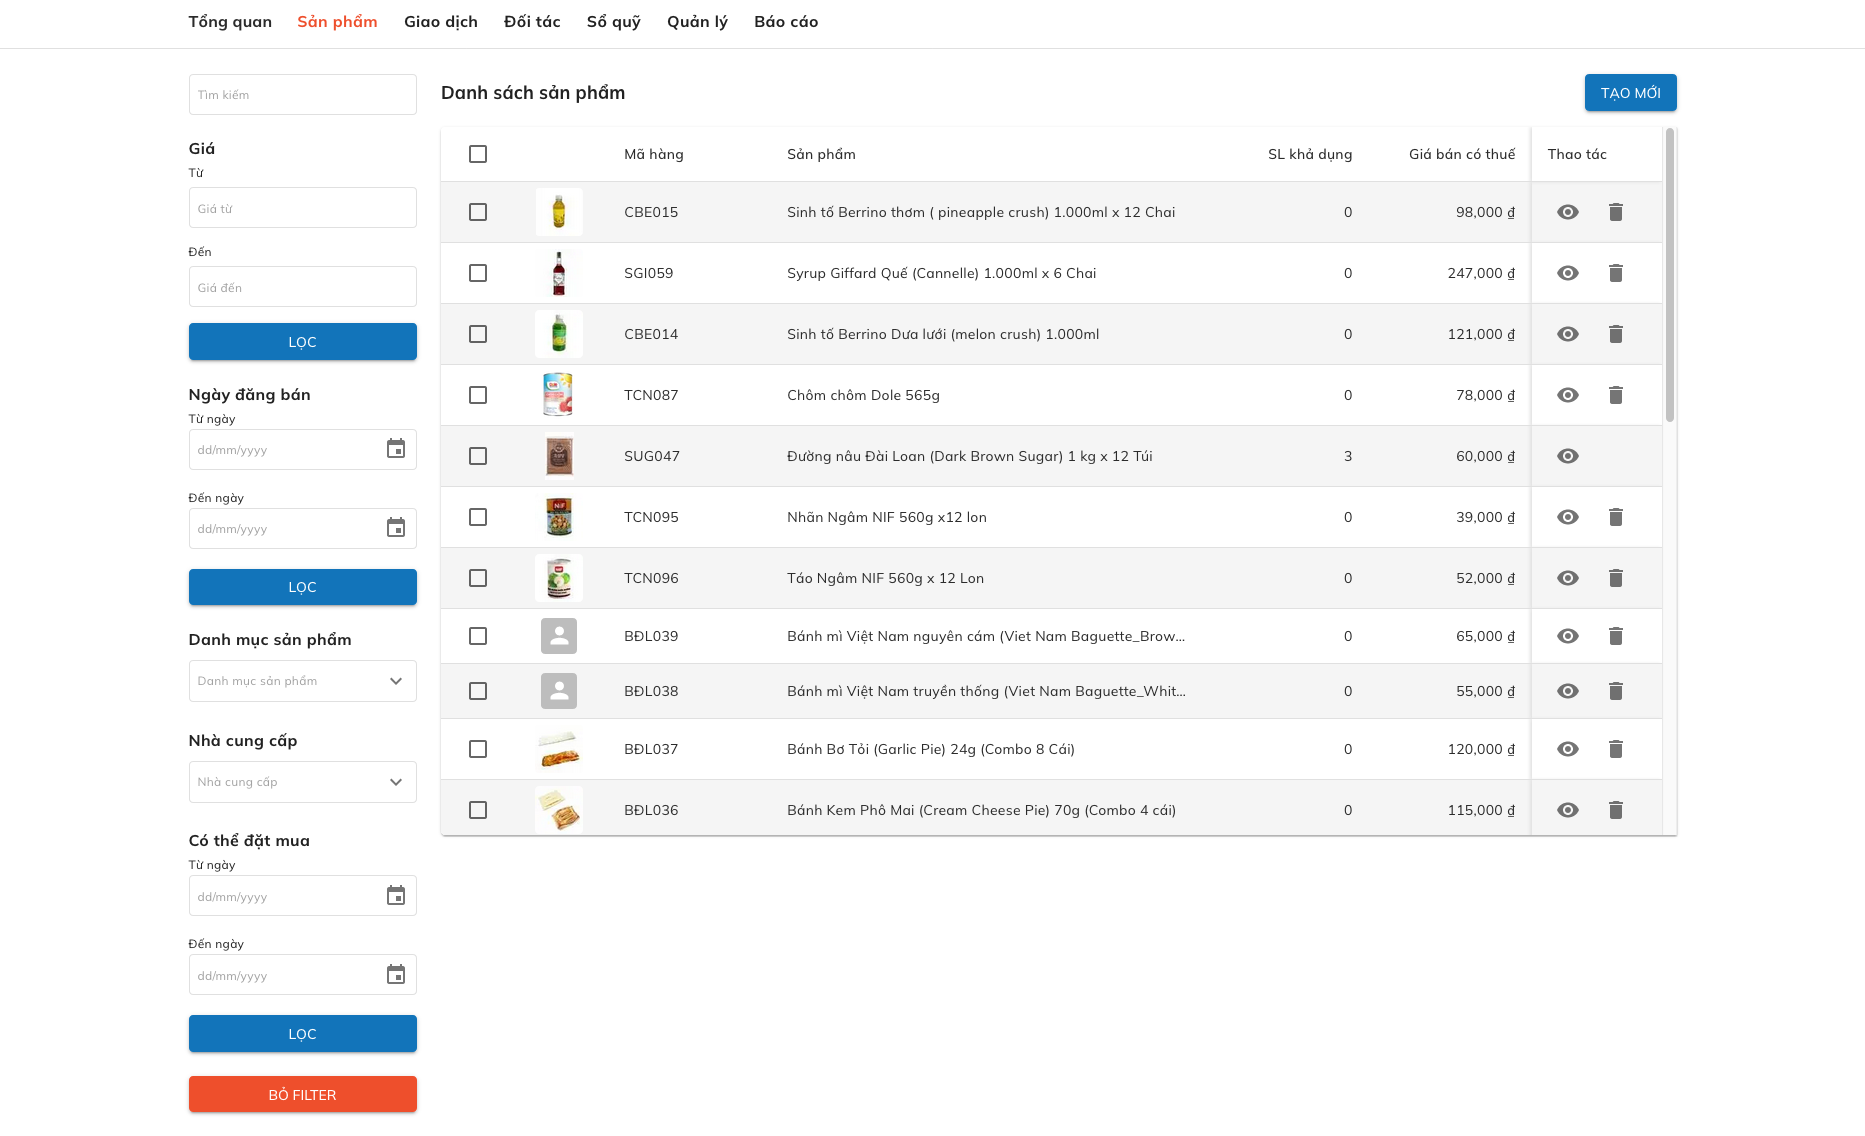 Tổng quan Sản phẩm Giao dịch Đối tác Sổ quỹ Quản lý Báo cáo
Tìm kiếm
Giá
Từ
Giá từ
Đến
Giá đến
LỌC
Ngày đăng bán
Từ ngày
dd/mm/yyyy
Đến ngày
dd/mm/yyyy
LỌC
Danh mục sản phẩm
Danh mục sản phẩm
Nhà cung cấp
Nhà cung cấp
Có thể đặt mua
Từ ngày
dd/mm/yyyy
Đến ngày
dd/mm/yyyy
LỌC
BỎ FILTER
Danh sách sản phẩm
TẠO MỚI
Mã hàng Sản phẩm SL khả dụng Giá bán có thuế Thao tác
CBE015 Sinh tố Berrino thơm ( pineapple crush) 1.000ml x 12 Chai 0 98,000 ₫
SGI059 Syrup Giffard Quế (Cannelle) 1.000ml x 6 Chai 0 247,000 ₫
CBE014 Sinh tố Berrino Dưa lưới (melon crush) 1.000ml 0 121,000 ₫
TCN087 Chôm chôm Dole 565g 0 78,000 ₫
SUG047 Đường nâu Đài Loan (Dark Brown Sugar) 1 kg x 12 Túi 3 60,000 ₫
TCN095 Nhãn Ngâm NIF 560g x12 lon 0 39,000 ₫
TCN096 Táo Ngâm NIF 560g x 12 Lon 0 52,000 ₫
BĐL039 Bánh mì Việt Nam nguyên cám (Viet Nam Baguette_Brow... 0 65,000 ₫
BĐL038 Bánh mì Việt Nam truyền thống (Viet Nam Baguette_Whit... 0 55,000 ₫
BĐL037 Bánh Bơ Tỏi (Garlic Pie) 24g (Combo 8 Cái) 0 120,000 ₫
BĐL036 Bánh Kem Phô Mai (Cream Cheese Pie) 70g (Combo 4 cái) 0 115,000 ₫